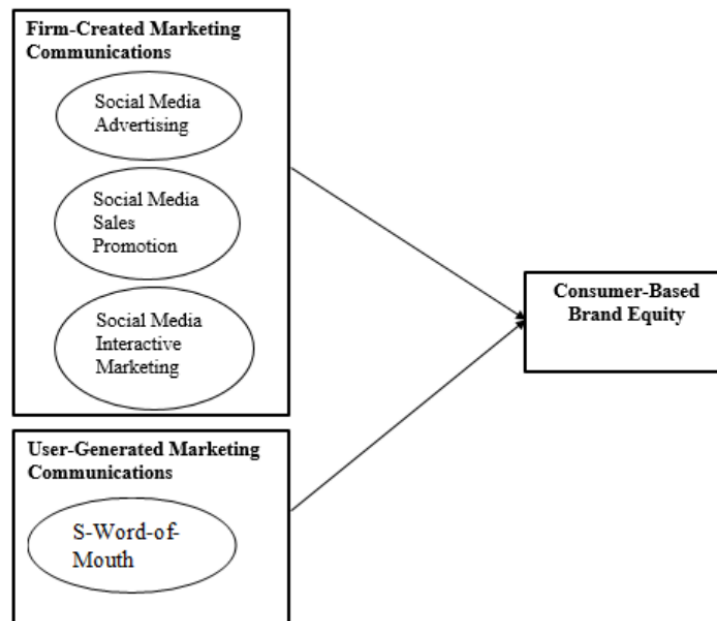 Firm-Created Marketing
Communications
Social Media
Advertising
Social Media
Sales
Promotion
Social Media
Interactive
Marketing
Consumer-Based
Brand Equity
User-Generated Marketing
Communications
S-Word-of-
Mouth